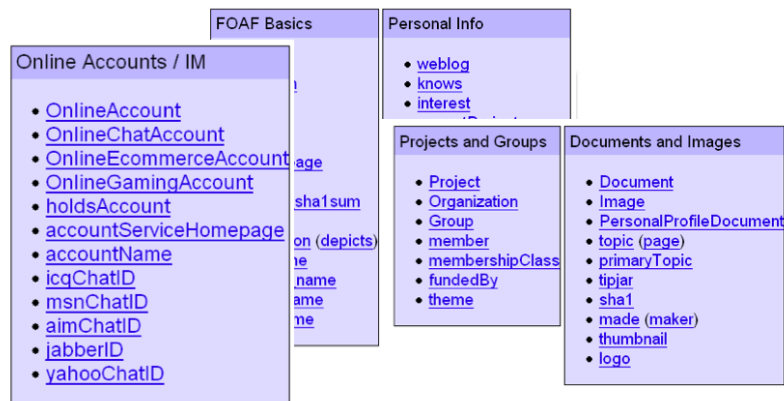 FOAF Basics
Personal Info
weblog
knows
interest
Online Accounts / IM
OnlineAccount
OnlineChatAccount
OnlineEcommerceAccount
OnlineGamingAccount
holdsAccount
accountServiceHomepage
accountName
icqChatID
msnChatID
aimChatID
jabberID
yahooChatID
sha1sum
(depicts)
Projects and Groups
Project
Organization
Group
member
membershipClass
fundedBy
theme
Documents and Images
Document
Image
PersonalProfileDocument
topic (page)
primaryTopic
tipjar
sha1
made (maker)
thumbnail
logo